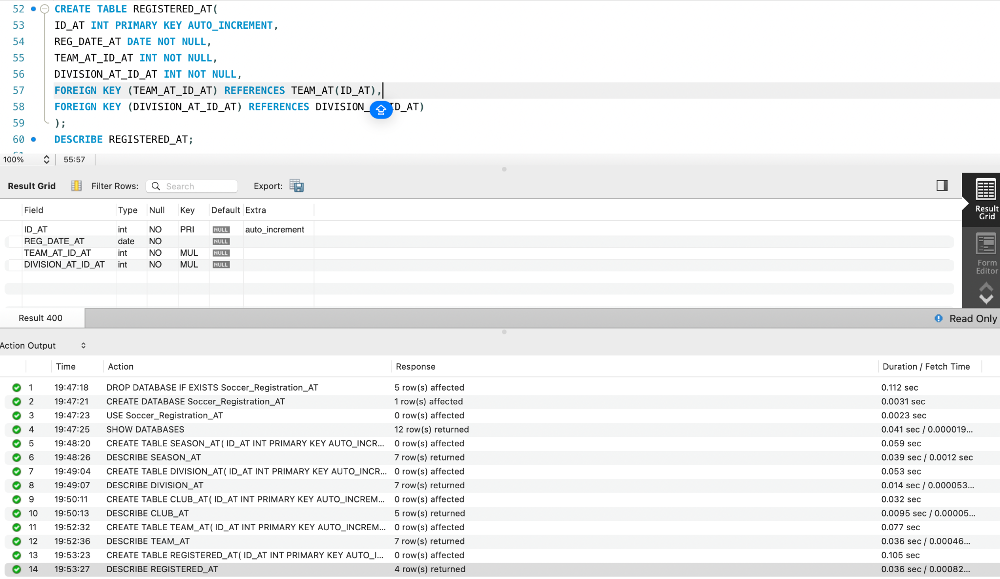 52 CREATE TABLE REGISTERED_AT(
53 ID_AT INT PRIMARY KEY AUTO_INCREMENT,
54 REG_DATE_AT DATE NOT NULL,
55 TEAM_AT_ID_AT INT NOT NULL,
56 DIVISION_AT_ID_AT INT NOT NULL,
57 FOREIGN KEY (TEAM_AT_ID_AT) REFERENCES TEAM_AT(ID_AT),
58 FOREIGN KEY (DIVISION_AT_ID_AT) REFERENCES DIVISION_ ID_AT)
59 );
60 DESCRIBE REGISTERED_AT;
100% 55:57
Result Grid Filter Rows: Search Export:
Result Grid
Form Editor
Field Type Null Key Default Extra
ID_AT int NO PRI NULL auto_increment
REG_DATE_AT date NO NULL
TEAM_AT_ID_AT int NO MUL NULL
DIVISION_AT_ID_AT int NO MUL NULL
Result 400 Read Only
Action Output
Time Action Response Duration / Fetch Time
1 19:47:18 DROP DATABASE IF EXISTS Soccer_Registration_AT 5 row(s) affected 0.112 sec
2 19:47:21 CREATE DATABASE Soccer_Registration_AT 1 row(s) affected 0.0031 sec
3 19:47:23 USE Soccer_Registration_AT 0 row(s) affected 0.0023 sec
4 19:47:25 SHOW DATABASES 12 row(s) returned 0.041 sec / 0.000019...
5 19:48:20 CREATE TABLE SEASON_AT( ID_AT INT PRIMARY KEY AUTO_INCR... 0 row(s) affected 0.059 sec
6 19:48:26 DESCRIBE SEASON_AT 7 row(s) returned 0.039 sec / 0.0012 sec
7 19:49:04 CREATE TABLE DIVISION_AT( ID_AT INT PRIMARY KEY AUTO_INCR... 0 row(s) affected 0.053 sec
8 19:49:07 DESCRIBE DIVISION_AT 7 row(s) returned 0.014 sec / 0.000053...
9 19:50:11 CREATE TABLE CLUB_AT( ID_AT INT PRIMARY KEY AUTO_INCREM... 0 row(s) affected 0.032 sec
10 19:50:13 DESCRIBE CLUB_AT 5 row(s) returned 0.0095 sec / 0.00005...
11 19:52:32 CREATE TABLE TEAM_AT( ID_AT INT PRIMARY KEY AUTO_INCREM... 0 row(s) affected 0.077 sec
12 19:52:36 DESCRIBE TEAM_AT 7 row(s) returned 0.036 sec / 0.00046...
13 19:53:23 CREATE TABLE REGISTERED_AT( ID_AT INT PRIMARY KEY AUTO_I... 0 row(s) affected 0.105 sec
14 19:53:27 DESCRIBE REGISTERED_AT 4 row(s) returned 0.036 sec / 0.00082...